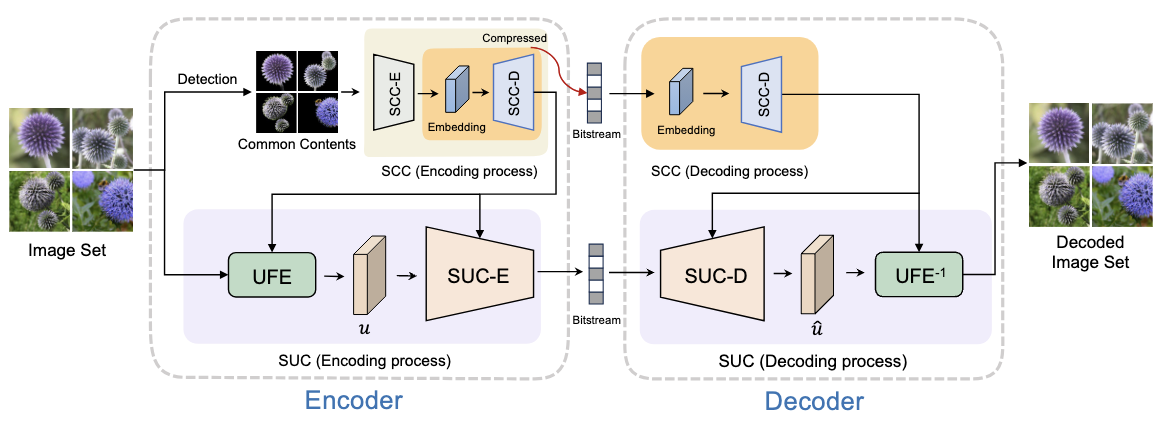 Compressed
Detection
SCC-E
SCC-D
Embedding
Common Contents
SCC (Encoding process)
Image Set
UFE
u
SUC-E
SUC (Encoding process)
Encoder
Bitstream
Bitstream
Embedding
SCC-D
SCC (Decoding process)
SUC-D
û
UFE⁻¹
SUC (Decoding process)
Decoder
Decoded
Image Set